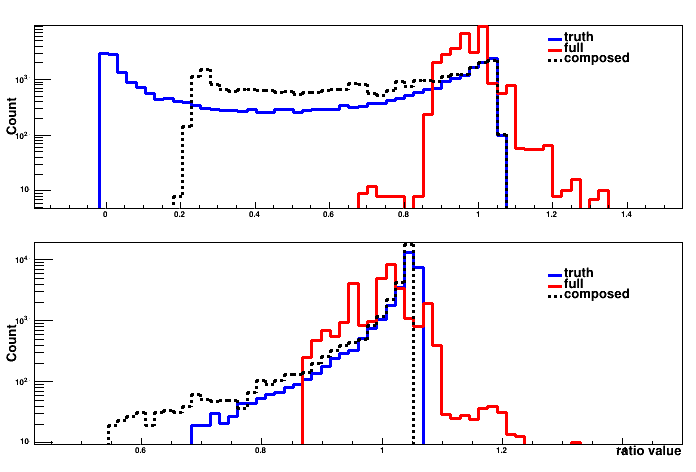 truth
full
composed
Count
10³
10²
10
0 0.2 0.4 0.6 0.8 1 1.2 1.4
truth
full
composed
Count
10⁴
10³
10²
10
0.6 0.8 1 1.2
ratio value